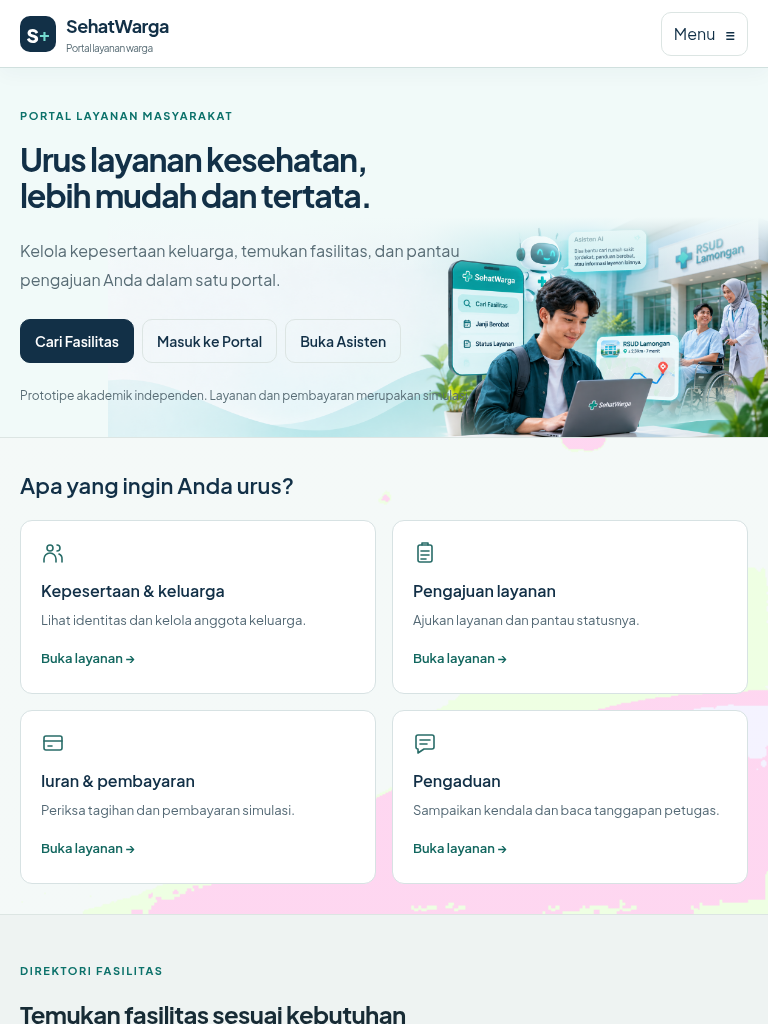 S+ SehatWarga
Portal layanan warga
Menu ≡
PORTAL LAYANAN MASYARAKAT
Urus layanan kesehatan,
lebih mudah dan tertata.
Kelola kepesertaan keluarga, temukan fasilitas, dan pantau
pengajuan Anda dalam satu portal.
Cari Fasilitas
Masuk ke Portal
Buka Asisten
Prototipe akademik independen. Layanan dan pembayaran merupakan simulasi.
Asisten AI
SehatWarga
Cari Fasilitas
Janji Berobat
Status Layanan
RSUD
Lamongan
RSUD Lamongan
SehatWarga
Apa yang ingin Anda urus?
Kepesertaan & keluarga
Lihat identitas dan kelola anggota keluarga.
Buka layanan →
Pengajuan layanan
Ajukan layanan dan pantau statusnya.
Buka layanan →
Iuran & pembayaran
Periksa tagihan dan pembayaran simulasi.
Buka layanan →
Pengaduan
Sampaikan kendala dan baca tanggapan petugas.
Buka layanan →
DIREKTORI FASILITAS
Temukan fasilitas sesuai kebutuhan